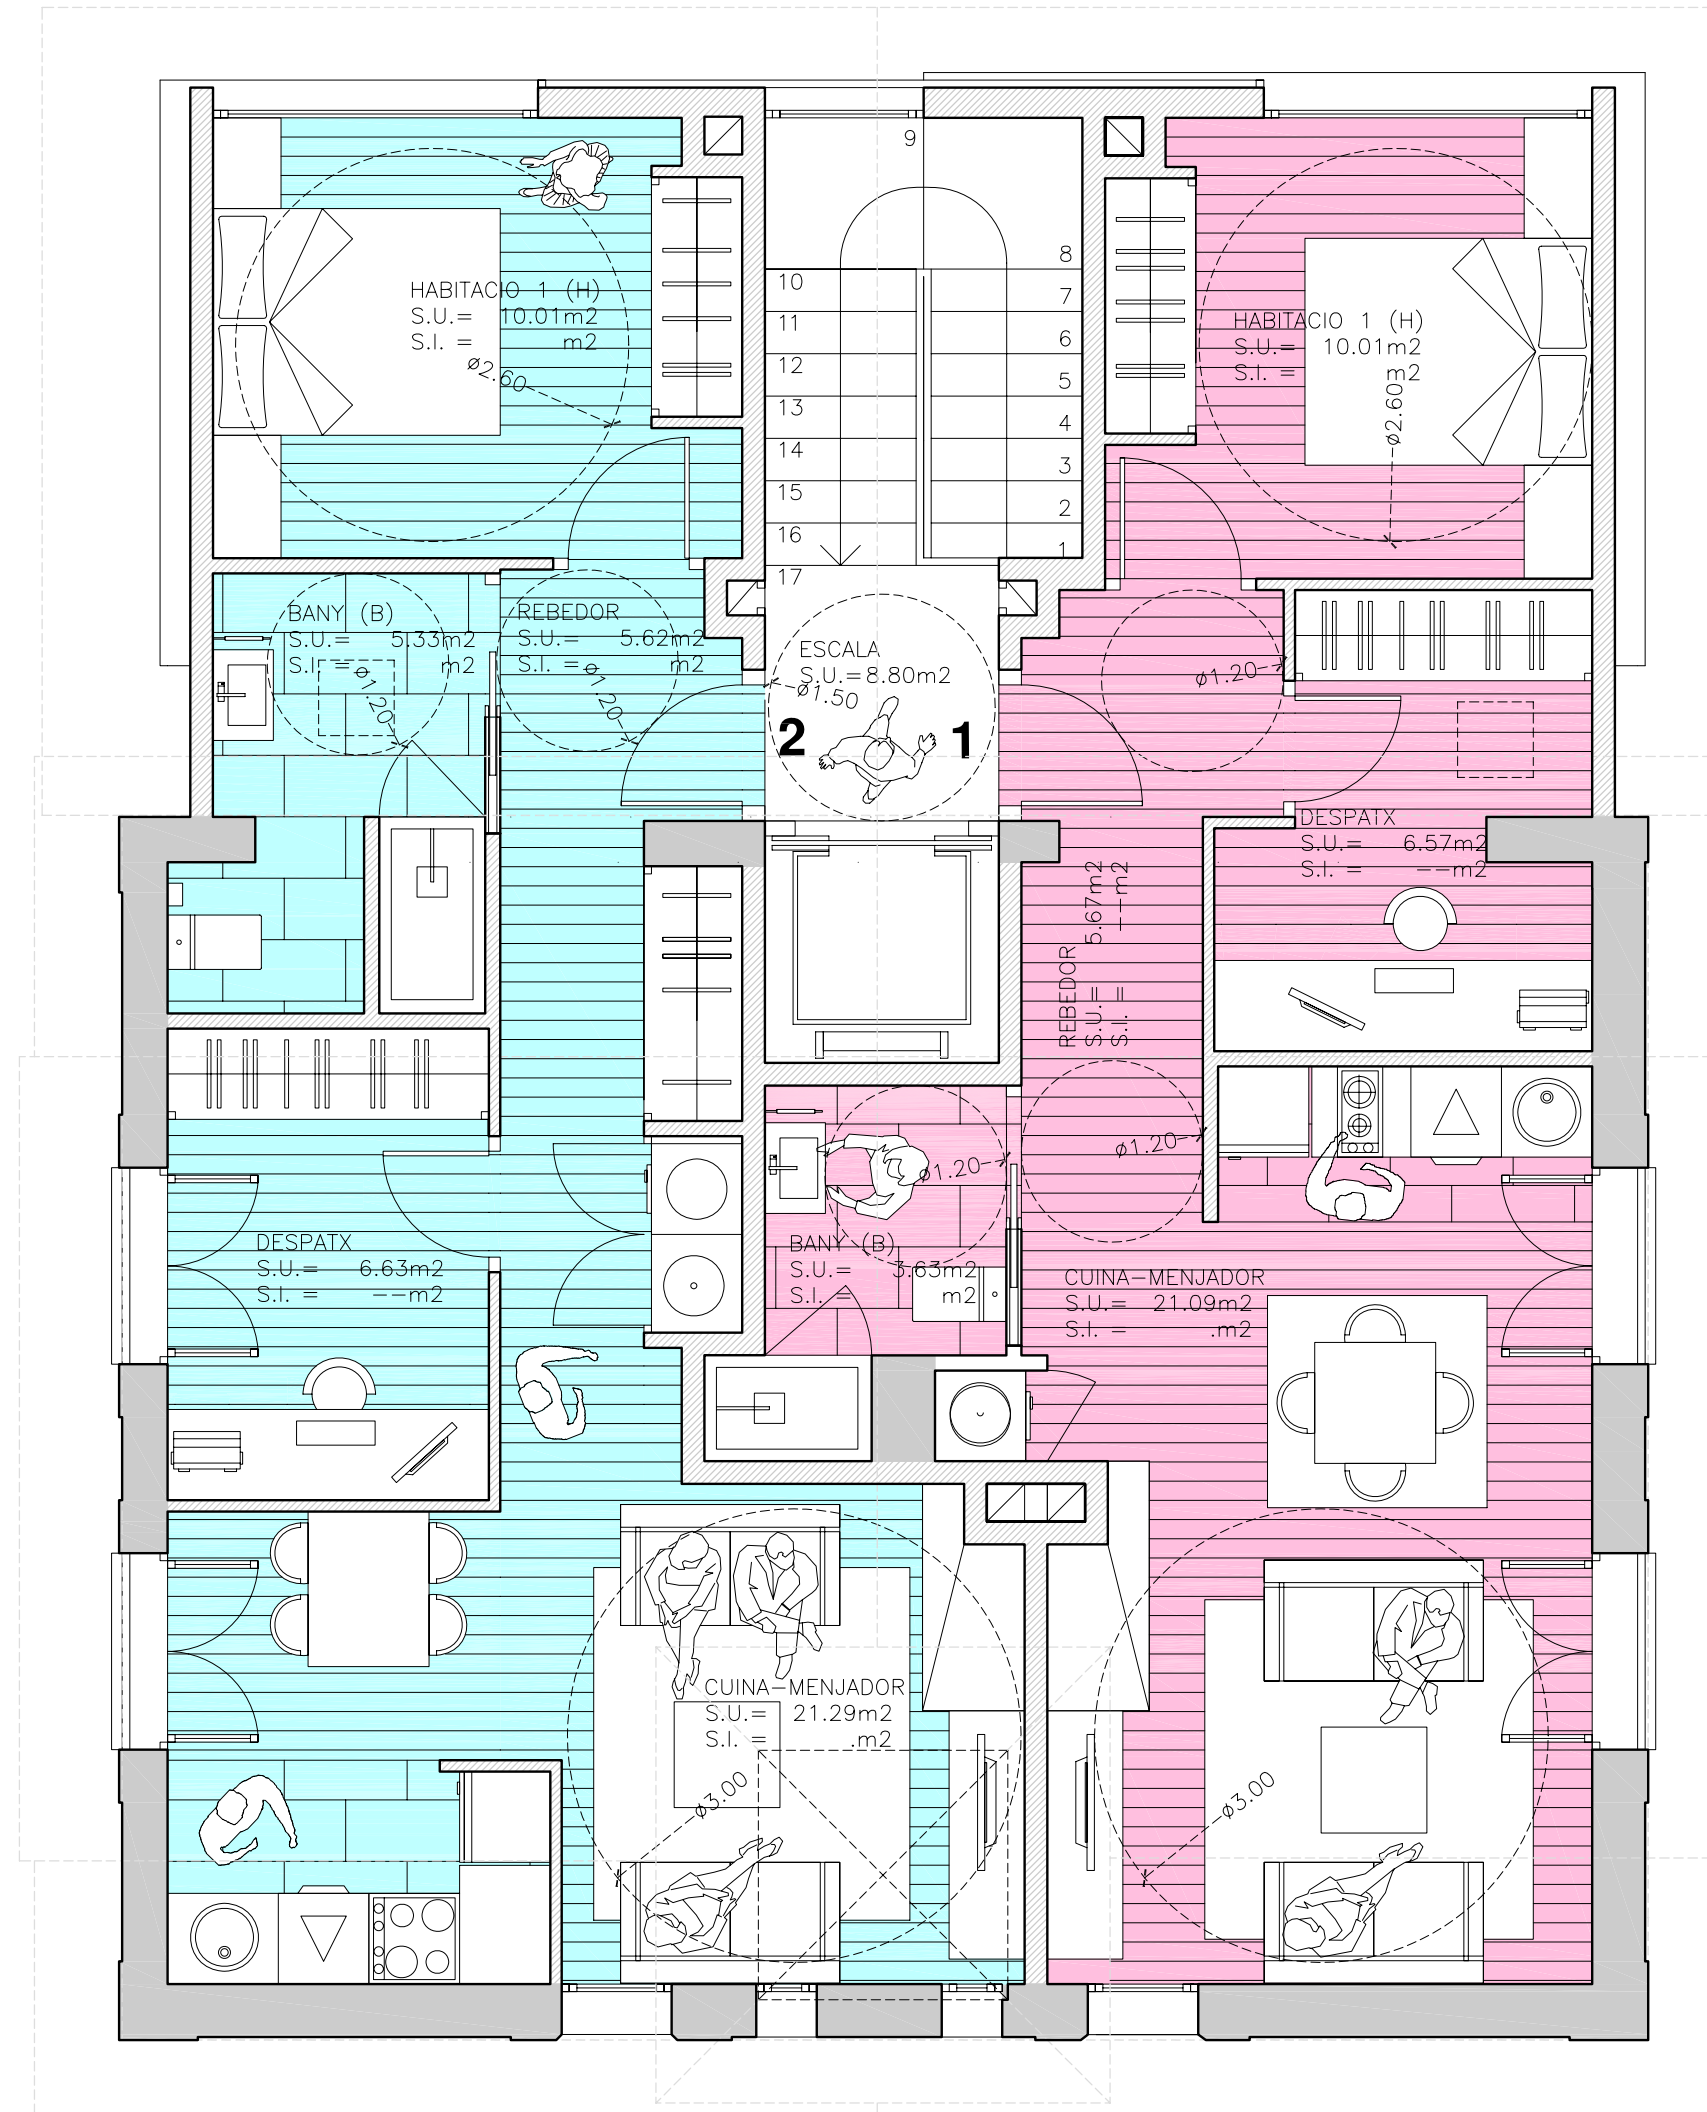 9
8
10
7
11
6
12
5
13
4
14
3
15
2
16
1
17
HABITACIO 1 (H)
S.U.= 10.01m2
S.I. = m2
ø2.60
HABITACIO 1 (H)
S.U.= 10.01m2
S.I. = m2
ø2.60
BANY (B)
S.U.= 5.33m2
S.I. = m2
ø1.20
REBEDOR
S.U.= 5.62m2
S.I. = m2
ø1.20
ESCALA
S.U.=8.80m2
ø1.50
2
1
ø1.20
DESPATX
S.U.= 6.57m2
S.I. = --m2
REBEDOR
S.U.= 5.67m2
S.I. = --m2
ø1.20
ø1.20
BANY (B)
S.U.= 3.63m2
S.I. = m2
DESPATX
S.U.= 6.63m2
S.I. = --m2
CUINA-MENJADOR
S.U.= 21.09m2
S.I. = .m2
CUINA-MENJADOR
S.U.= 21.29m2
S.I. = .m2
ø3.00
ø3.00